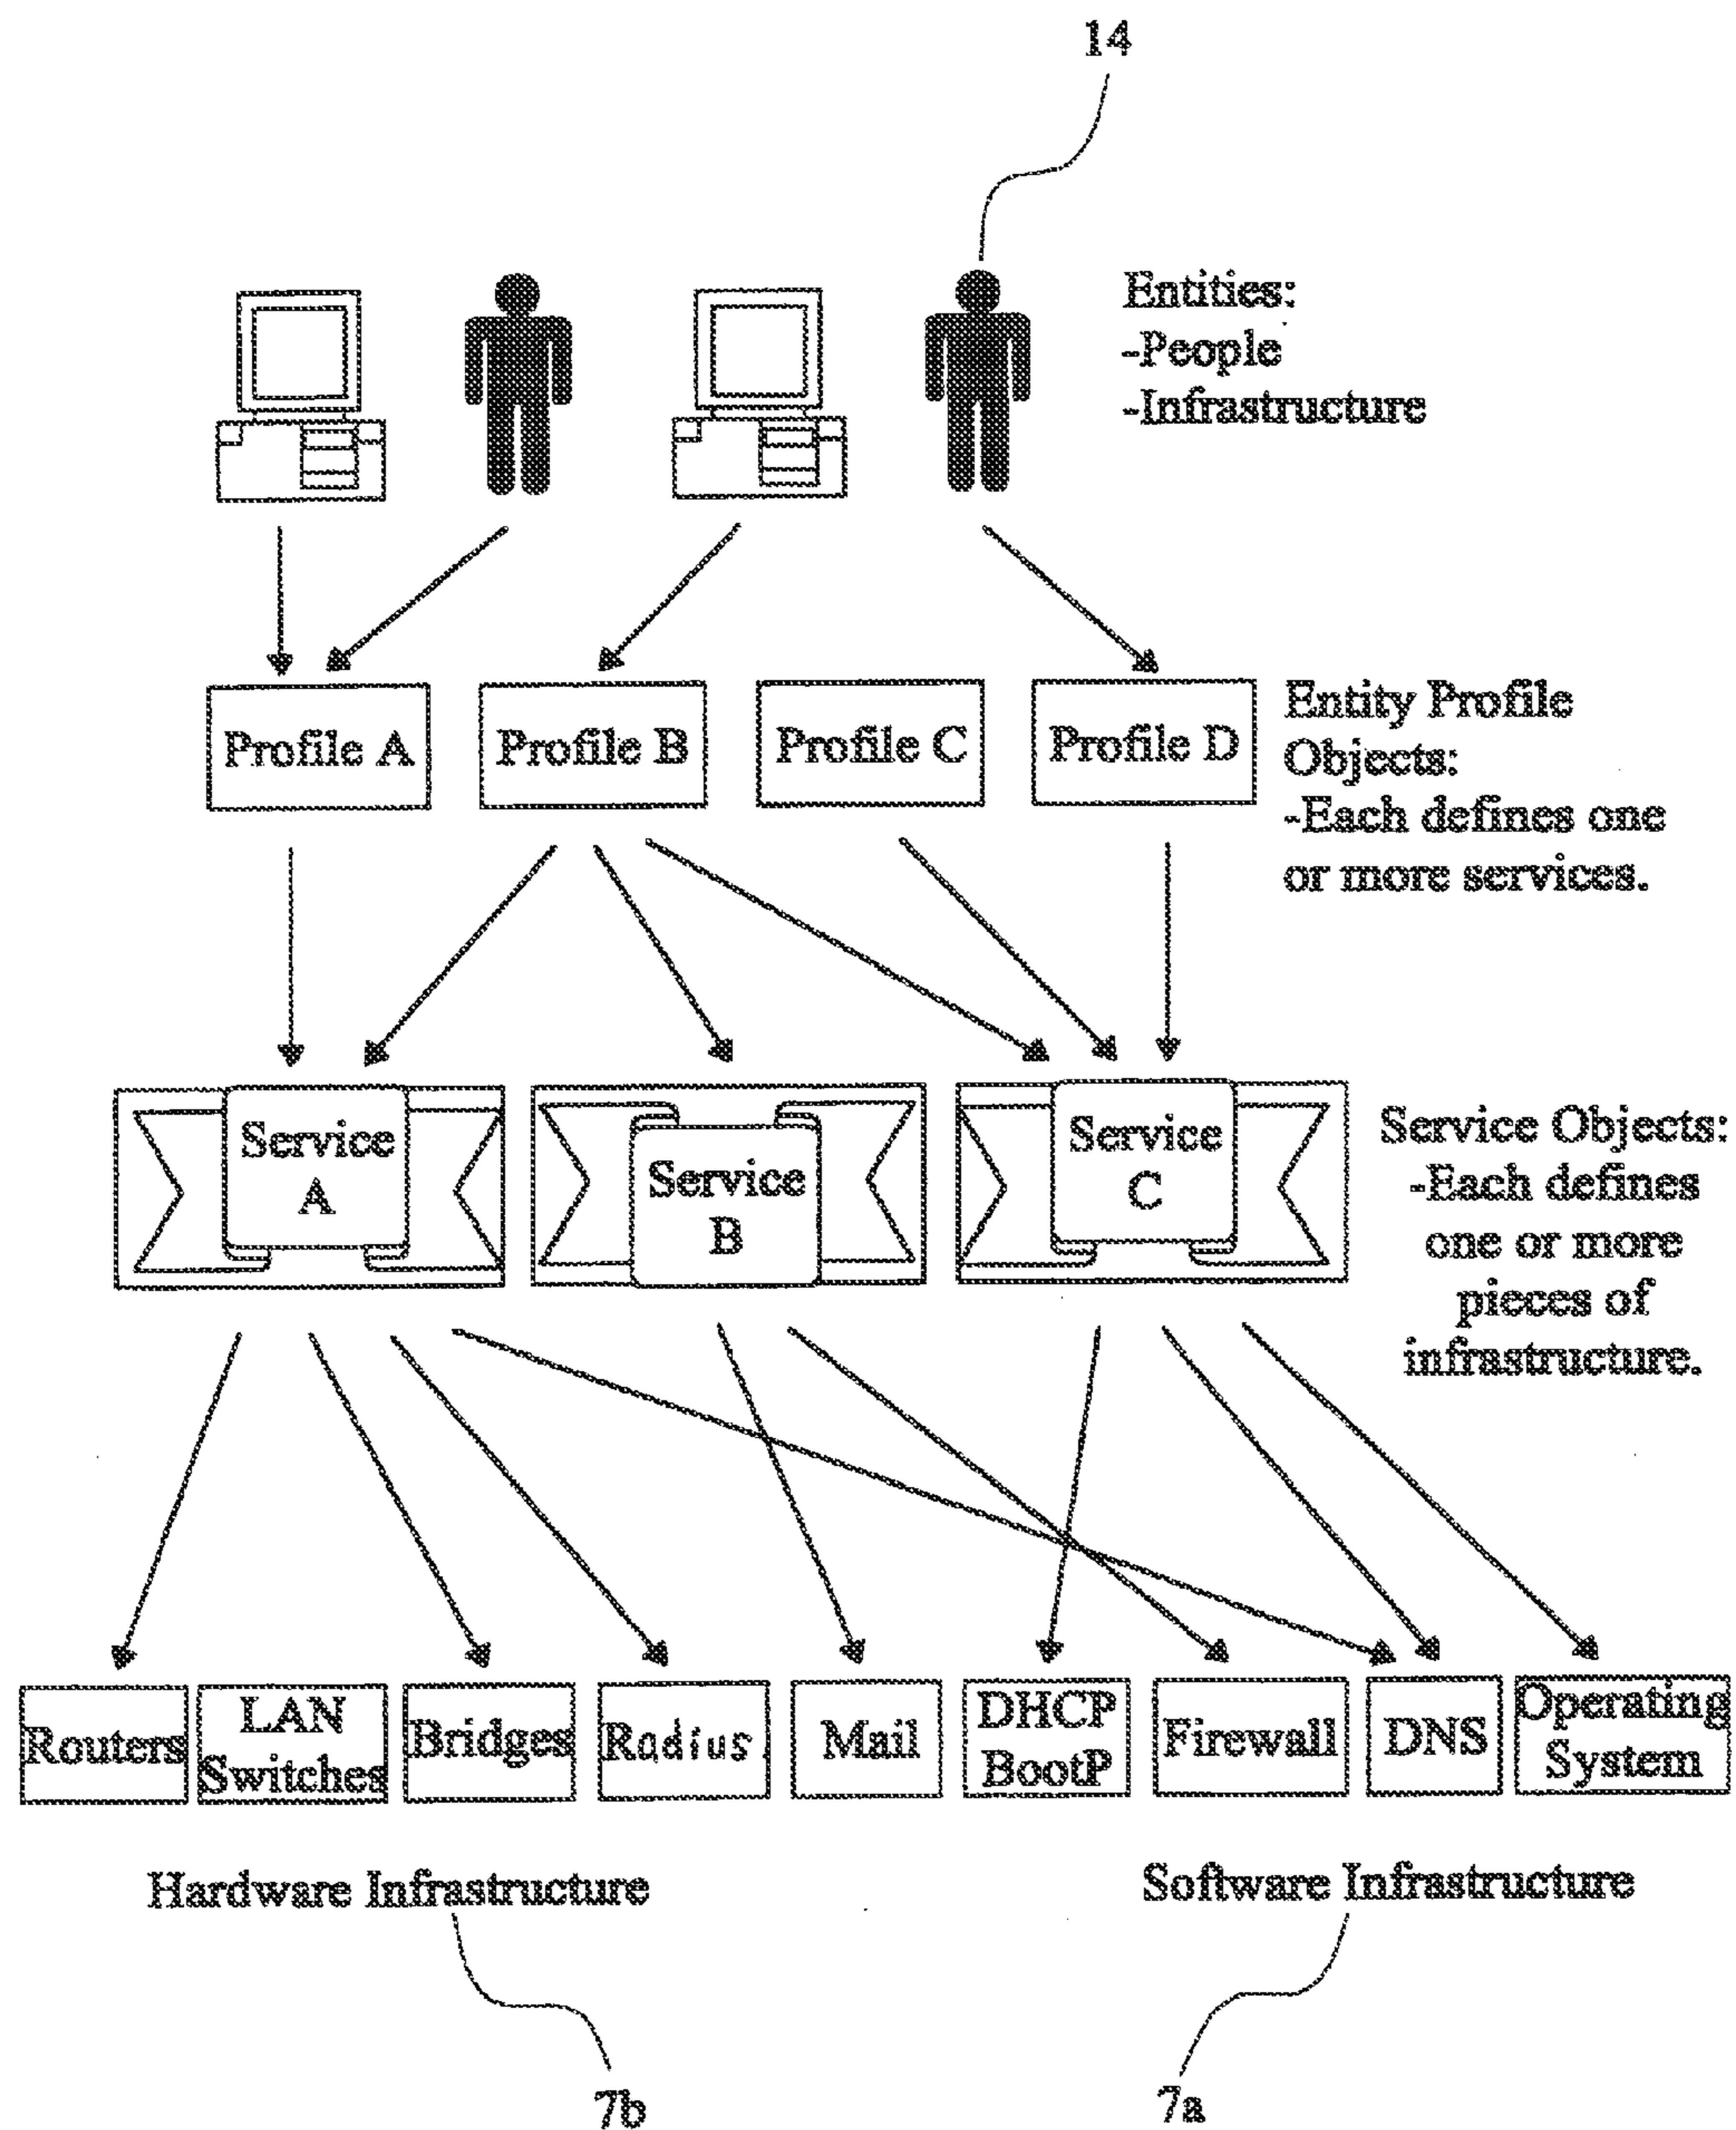 14
Entities:
-People
-Infrastructure
Profile A
Profile B
Profile C
Profile D
Entity Profile
Objects:
-Each defines one
or more services.
Service
A
Service
B
Service
C
Service Objects:
-Each defines
one or more
pieces of
infrastructure.
Routers
LAN
Switches
Bridges
Radius
Mail
DHCP
BootP
Firewall
DNS
Operating
System
Hardware Infrastructure
Software Infrastructure
7b
7a